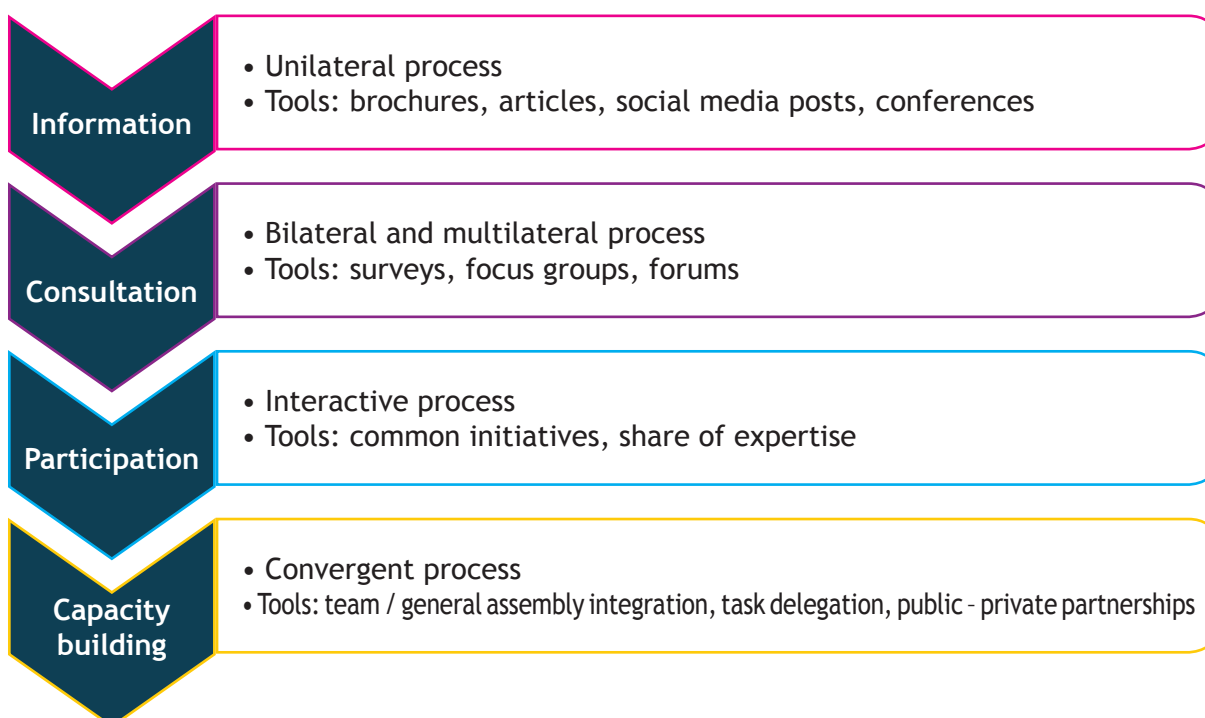 Information
• Unilateral process
• Tools: brochures, articles, social media posts, conferences
Consultation
• Bilateral and multilateral process
• Tools: surveys, focus groups, forums
Participation
• Interactive process
• Tools: common initiatives, share of expertise
Capacity
building
• Convergent process
• Tools: team / general assembly integration, task delegation, public - private partnerships